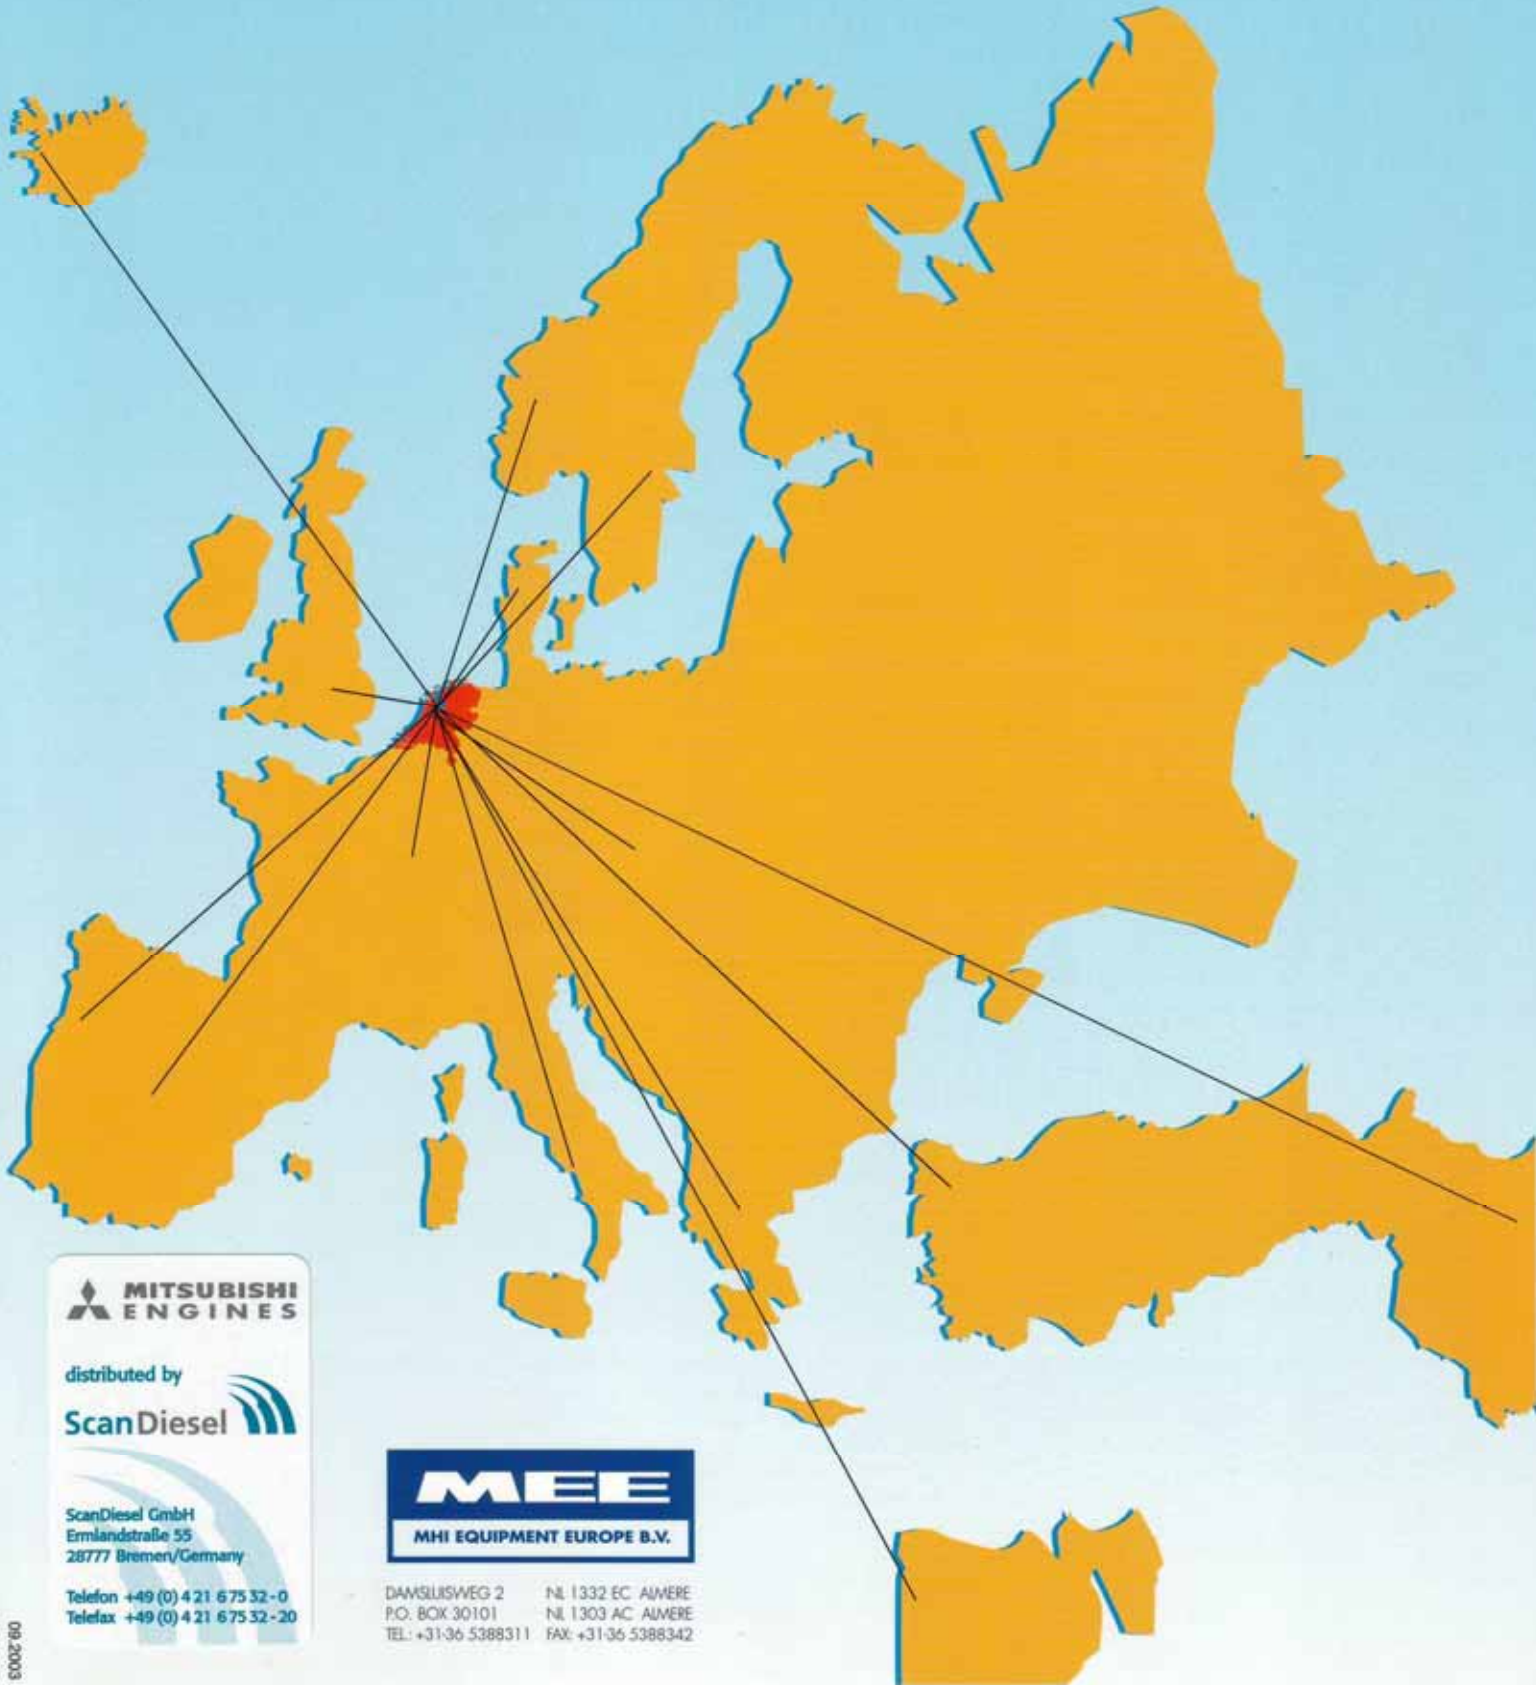 MITSUBISHI
ENGINES
distributed by
ScanDiesel
ScanDiesel GmbH
Ermlandstraße 55
28777 Bremen/Germany
Telefon +49 (0) 4 21 6 75 32 - 0
Telefax +49 (0) 4 21 6 75 32 - 20
MEE
MHI EQUIPMENT EUROPE B.V.
DAMSLUISWEG 2 NL 1332 EC ALMERE
P.O. BOX 30101 NL 1303 AC ALMERE
TEL.: +31-36 5388311 FAX: +31-36 5388342
09.2003